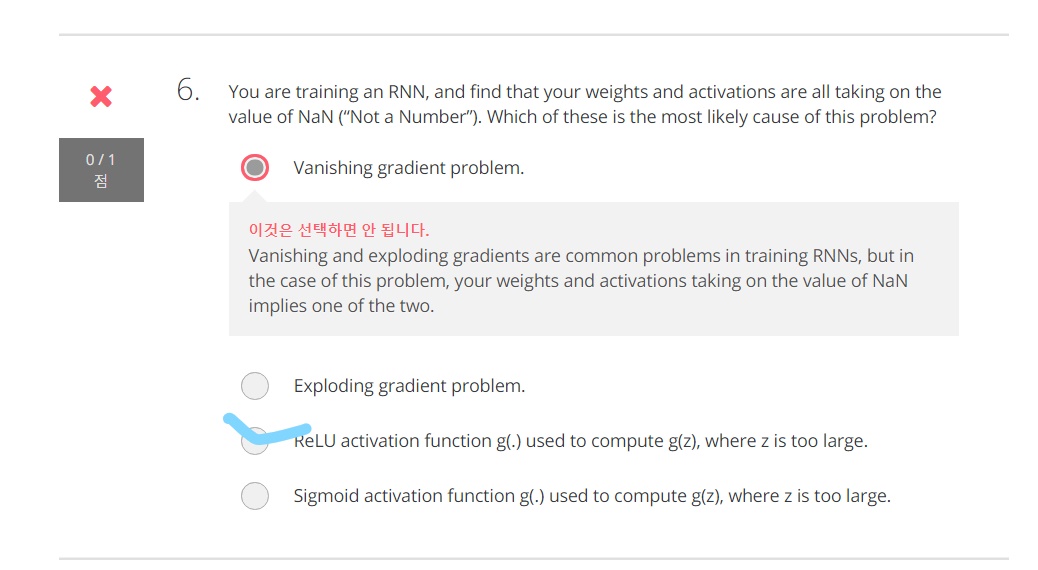 6.
You are training an RNN, and find that your weights and activations are all taking on the
value of NaN (“Not a Number”). Which of these is the most likely cause of this problem?
0 / 1
점
Vanishing gradient problem.
이것은 선택하면 안 됩니다.
Vanishing and exploding gradients are common problems in training RNNs, but in
the case of this problem, your weights and activations taking on the value of NaN
implies one of the two.
Exploding gradient problem.
ReLU activation function g(.) used to compute g(z), where z is too large.
Sigmoid activation function g(.) used to compute g(z), where z is too large.